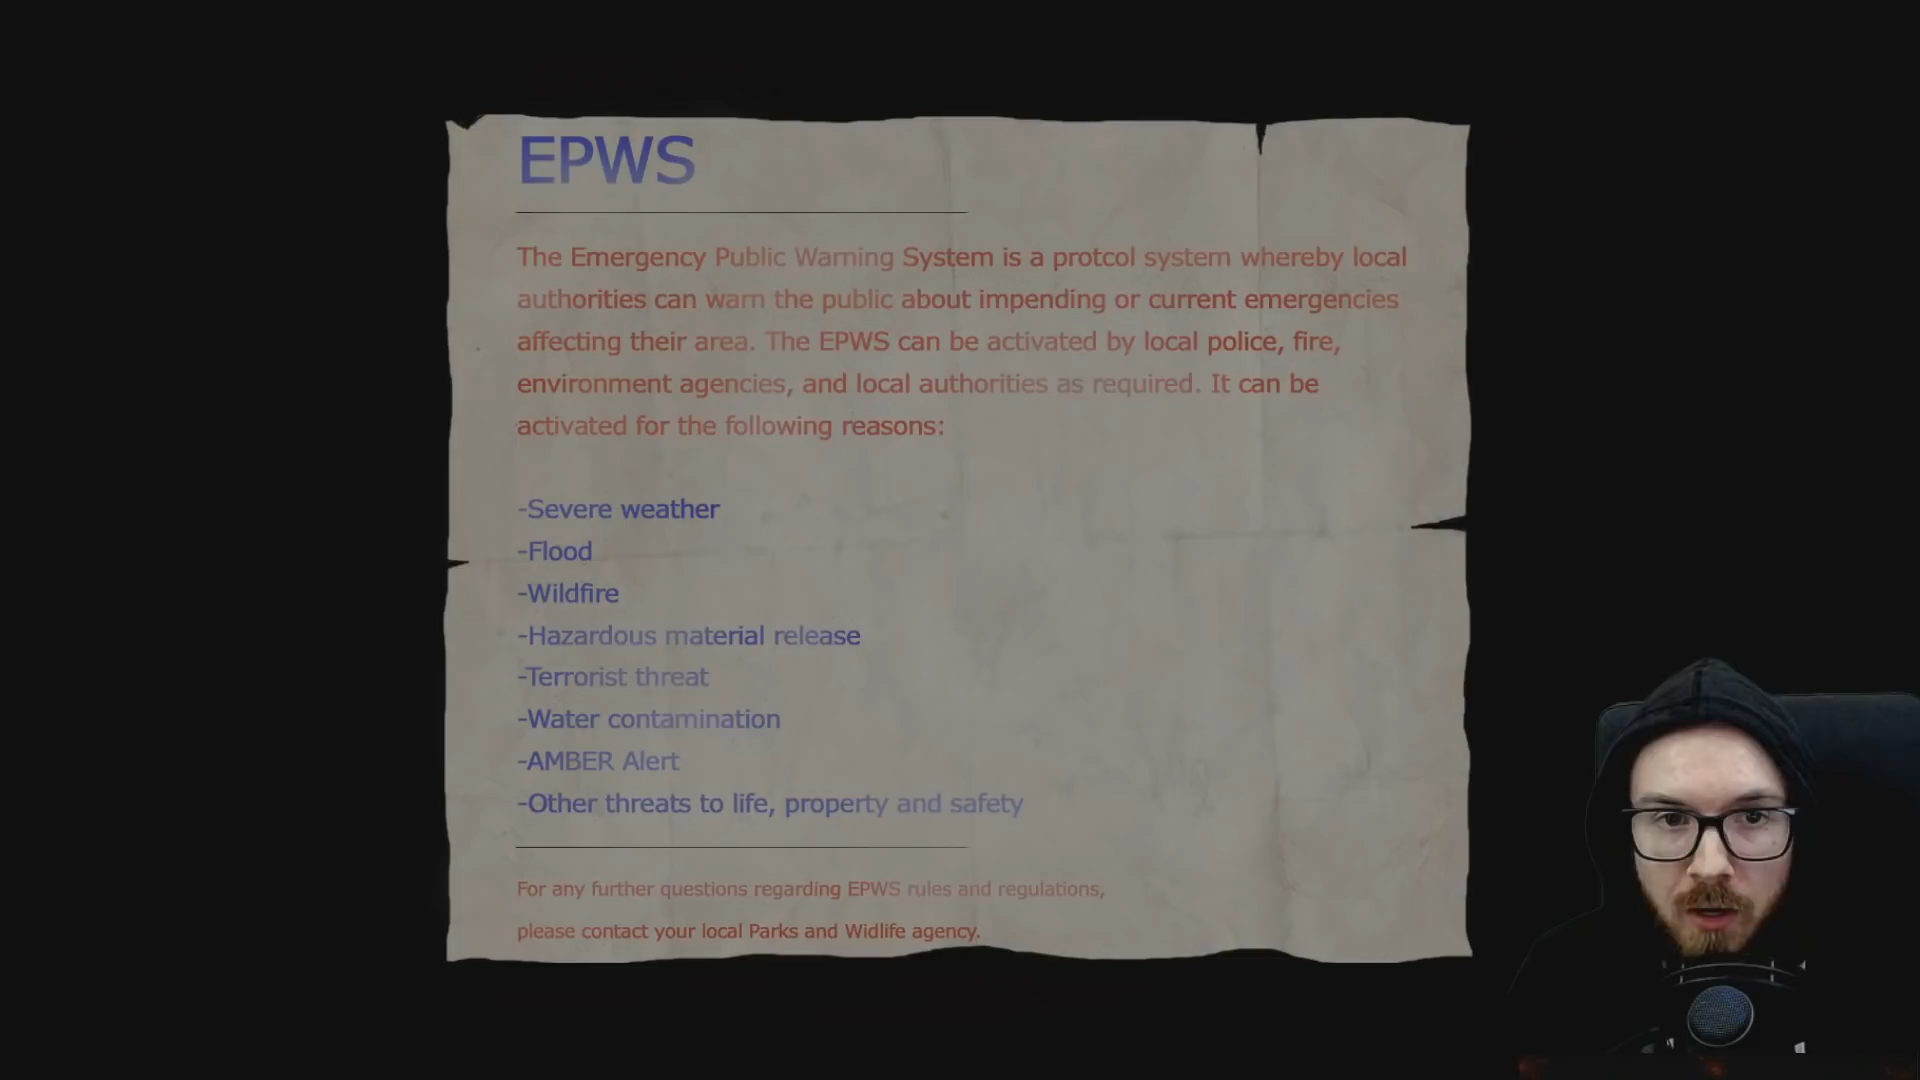 EPWS
The Emergency Public Warning System is a protcol system whereby local
authorities can warn the public about impending or current emergencies
affecting their area. The EPWS can be activated by local police, fire,
environment agencies, and local authorities as required. It can be
activated for the following reasons:
-Severe weather
-Flood
-Wildfire
-Hazardous material release
-Terrorist threat
-Water contamination
-AMBER Alert
-Other threats to life, property and safety
For any further questions regarding EPWS rules and regulations,
please contact your local Parks and Widlife agency.